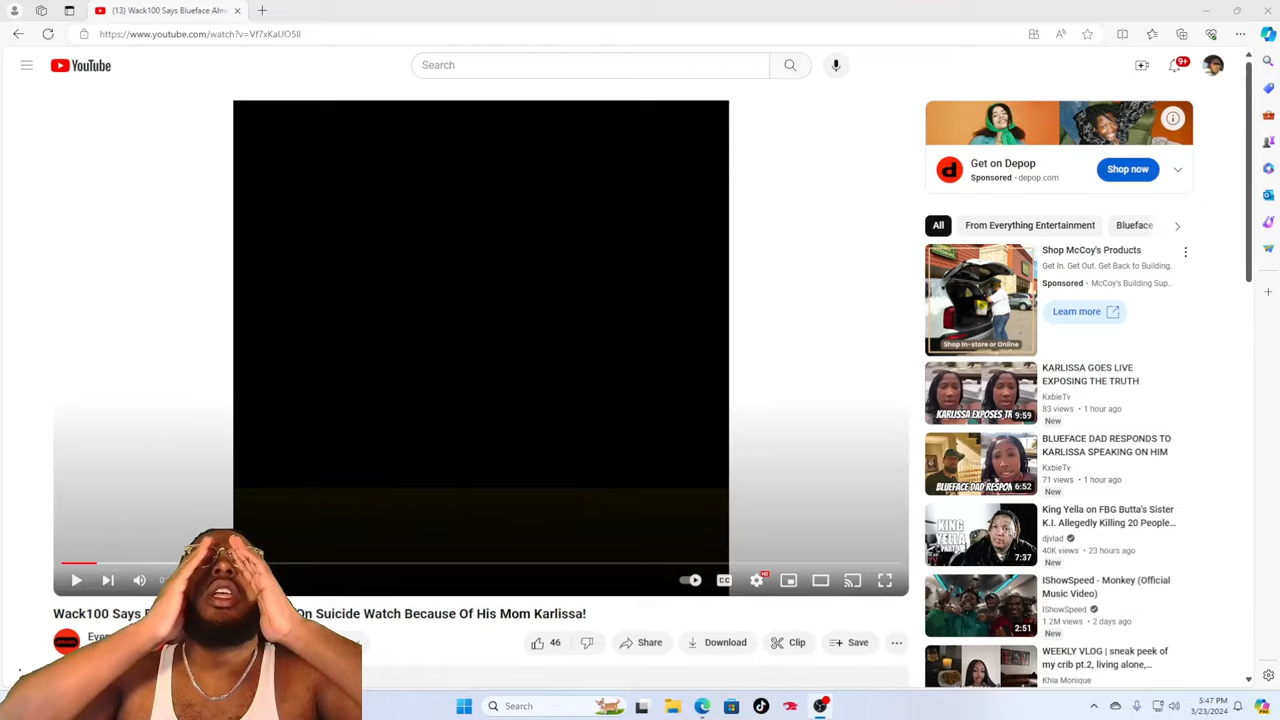 (13) Wack100 Says Blueface Alm
https://www.youtube.com/watch?v=Vf7xKaUO5II
YouTube
Search
9+
Get on Depop
Sponsored · depop.com
Shop now
All
From Everything Entertainment
Blueface
Shop McCoy's Products
Get In. Get Out. Get Back to Building.
Sponsored · McCoy's Building Sup...
Learn more
Shop In-store or Online
KARLISSA GOES LIVE
EXPOSING THE TRUTH
KxbieTv
83 views • 1 hour ago
New
KARLISSA EXPOSES TR
9:59
BLUEFACE DAD RESPONDS TO
KARLISSA SPEAKING ON HIM
KxbieTv
71 views • 1 hour ago
New
BLUEFACE DAD RESPON
6:52
King Yella on FBG Butta's Sister
K.I. Allegedly Killing 20 People...
djvlad
40K views • 23 hours ago
New
KING
YELLA
7:37
IShowSpeed - Monkey (Official
Music Video)
IShowSpeed
1.2M views • 2 days ago
New
2:51
WEEKLY VLOG | sneak peek of
my crib pt.2, living alone,...
Khia Monique
CC
HD
Wack100 Says On Suicide Watch Because Of His Mom Karlissa!
46
Share
Download
Clip
Save
Search
5:47 PM
3/23/2024